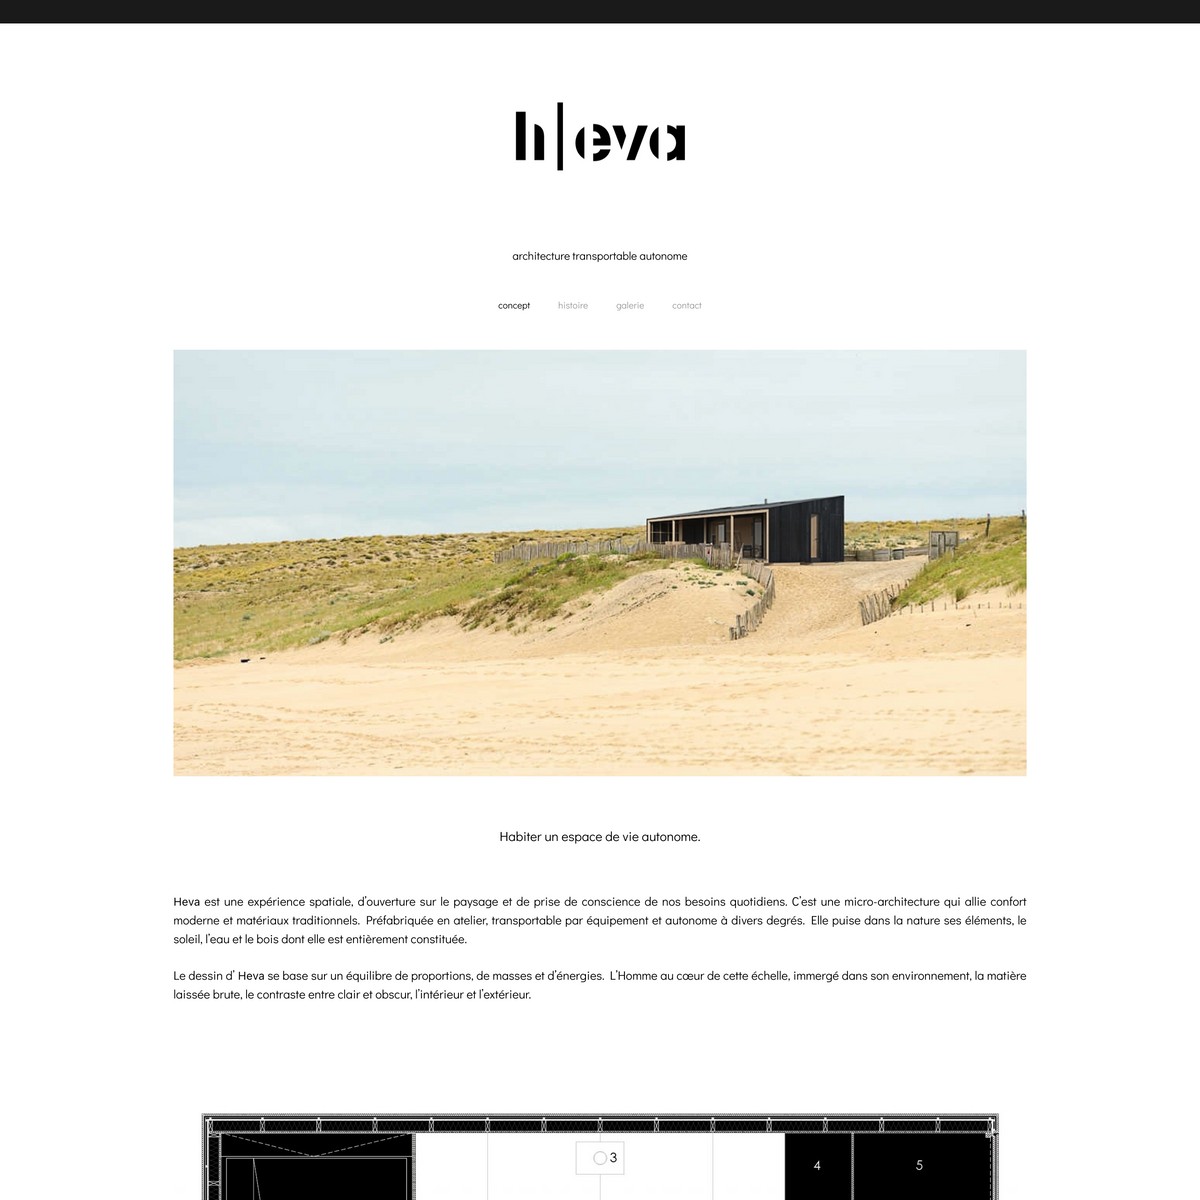 h|eva
architecture transportable autonome
concept histoire galerie contact
Habiter un espace de vie autonome.
Heva est une expérience spatiale, d'ouverture sur le paysage et de prise de conscience de nos besoins quotidiens. C'est une micro-architecture qui allie confort
moderne et matériaux traditionnels. Préfabriquée en atelier, transportable par équipement et autonome à divers degrés. Elle puise dans la nature ses éléments, le
soleil, l'eau et le bois dont elle est entièrement constituée.
Le dessin d' Heva se base sur un équilibre de proportions, de masses et d'énergies. L'Homme au cœur de cette échelle, immergé dans son environnement, la matière
laissée brute, le contraste entre clair et obscur, l'intérieur et l'extérieur.
3
4 5